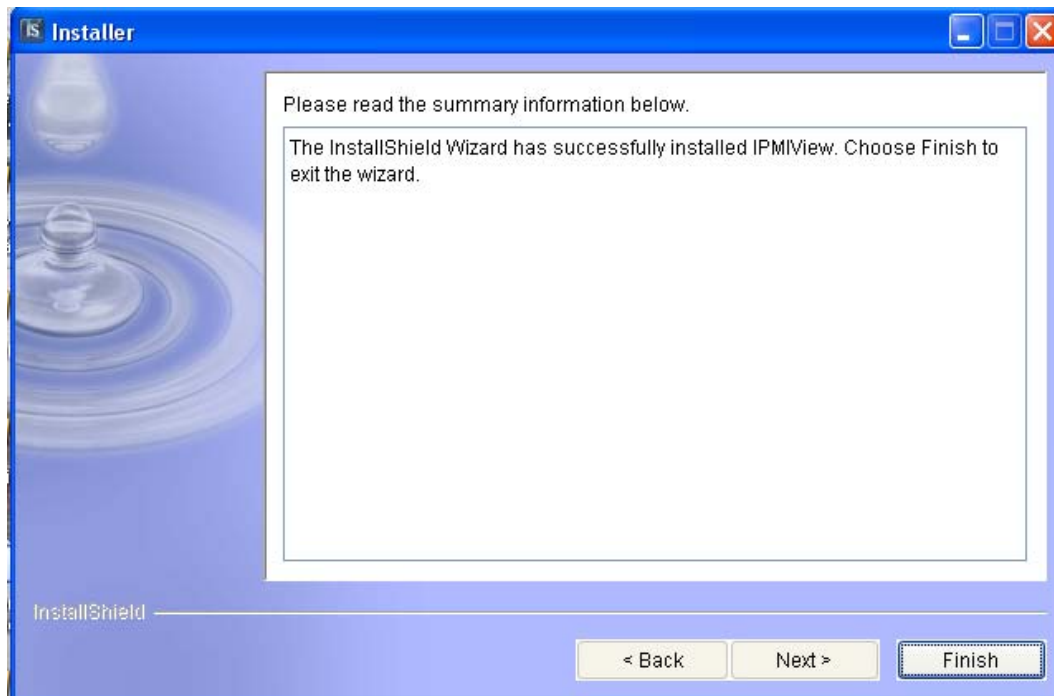 IS Installer
Please read the summary information below.
The InstallShield Wizard has successfully installed IPMIView. Choose Finish to
exit the wizard.
InstallShield
< Back Next > Finish